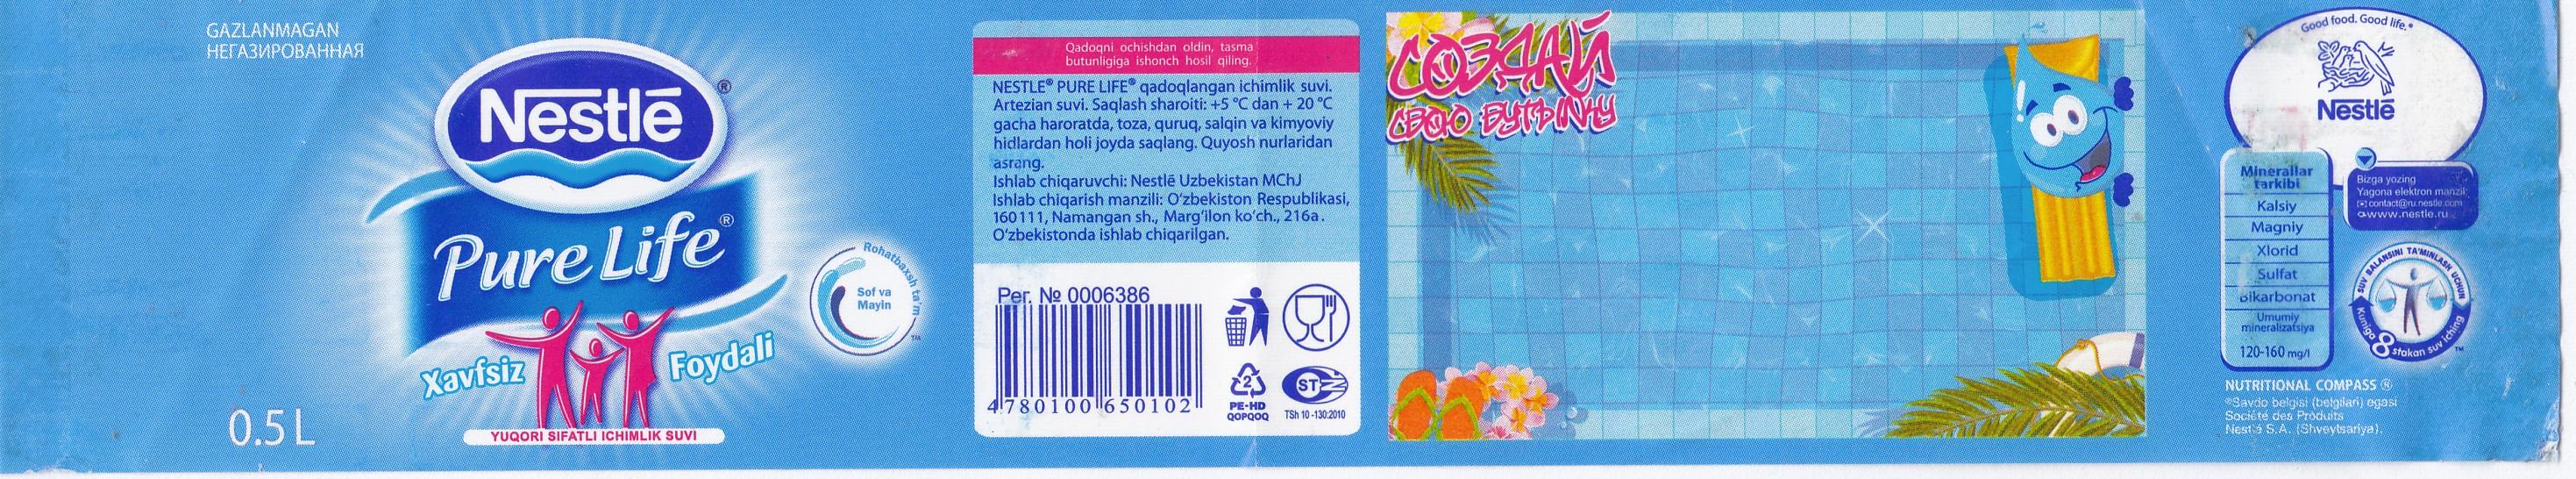 GAZLANMAGAN
НЕГАЗИРОВАННАЯ
Nestlé®
Pure Life®
Xavfsiz
Foydali
YUQORI SIFATLI ICHIMLIK SUVI
0.5 L
Rohatbaxsh ta'm
Sof va
Mayin
TM
Qadoqni ochishdan oldin, tasma
butunligiga ishonch hosil qiling.
NESTLE® PURE LIFE® qadoqlangan ichimlik suvi.
Artezian suvi. Saqlash sharoiti: +5 °C dan + 20 °C
gacha haroratda, toza, quruq, salqin va kimyoviy
hidlardan holi joyda saqlang. Quyosh nurlaridan
asrang.
Ishlab chiqaruvchi: Nestlē Uzbekistan MChJ
Ishlab chiqarish manzili: O‘zbekiston Respublikasi,
160111, Namangan sh., Marg‘ilon ko‘ch., 216a.
O‘zbekistonda ishlab chiqarilgan.
Рег. № 0006386
4780100650102
2
PE-HD
QOPQOQ
ST
TSh 10 -130:2010
СОЗДАЙ
СВОЮ БУТЫЛКУ
Good food. Good life.®
Nestlé
Minerallar
tarkibi
Kalsiy
Magniy
Xlorid
Sulfat
Bikarbonat
Umumiy
mineralizatsiya
120-160 mg/l
Bizga yozing
Yagona elektron manzil:
contact@ru.nestle.com
www.nestle.ru
SUV BALANSINI TA'MINLASH UCHUN
Kuniga 8 stakan suv iching
TM
NUTRITIONAL COMPASS ®
®Savdo belgisi (belgilari) egasi
Société des Produits
Nestlé S.A. (Shveytsariya).